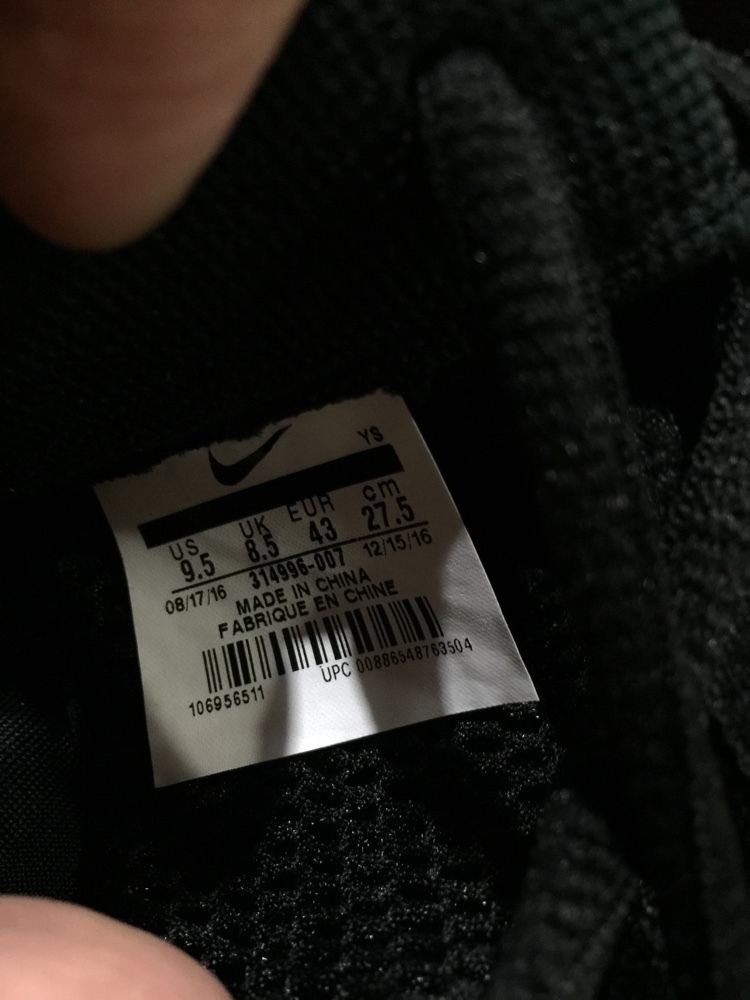 YS
US UK EUR cm
9.5 8.5 43 27.5
08/17/16 314996-007 12/15/16
MADE IN CHINA
FABRIQUE EN CHINE
106956511 UPC 00886548763504